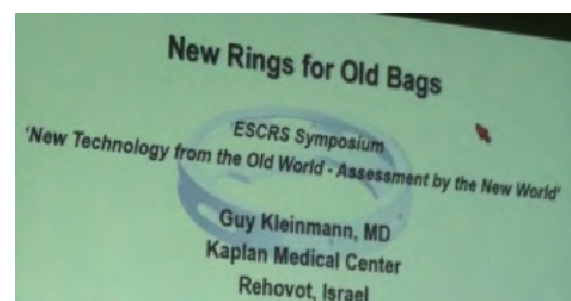 New Rings for Old Bags
ESCRS Symposium
'New Technology from the Old World - Assessment by the New World'
Guy Kleinmann, MD
Kaplan Medical Center
Rehovot, Israel